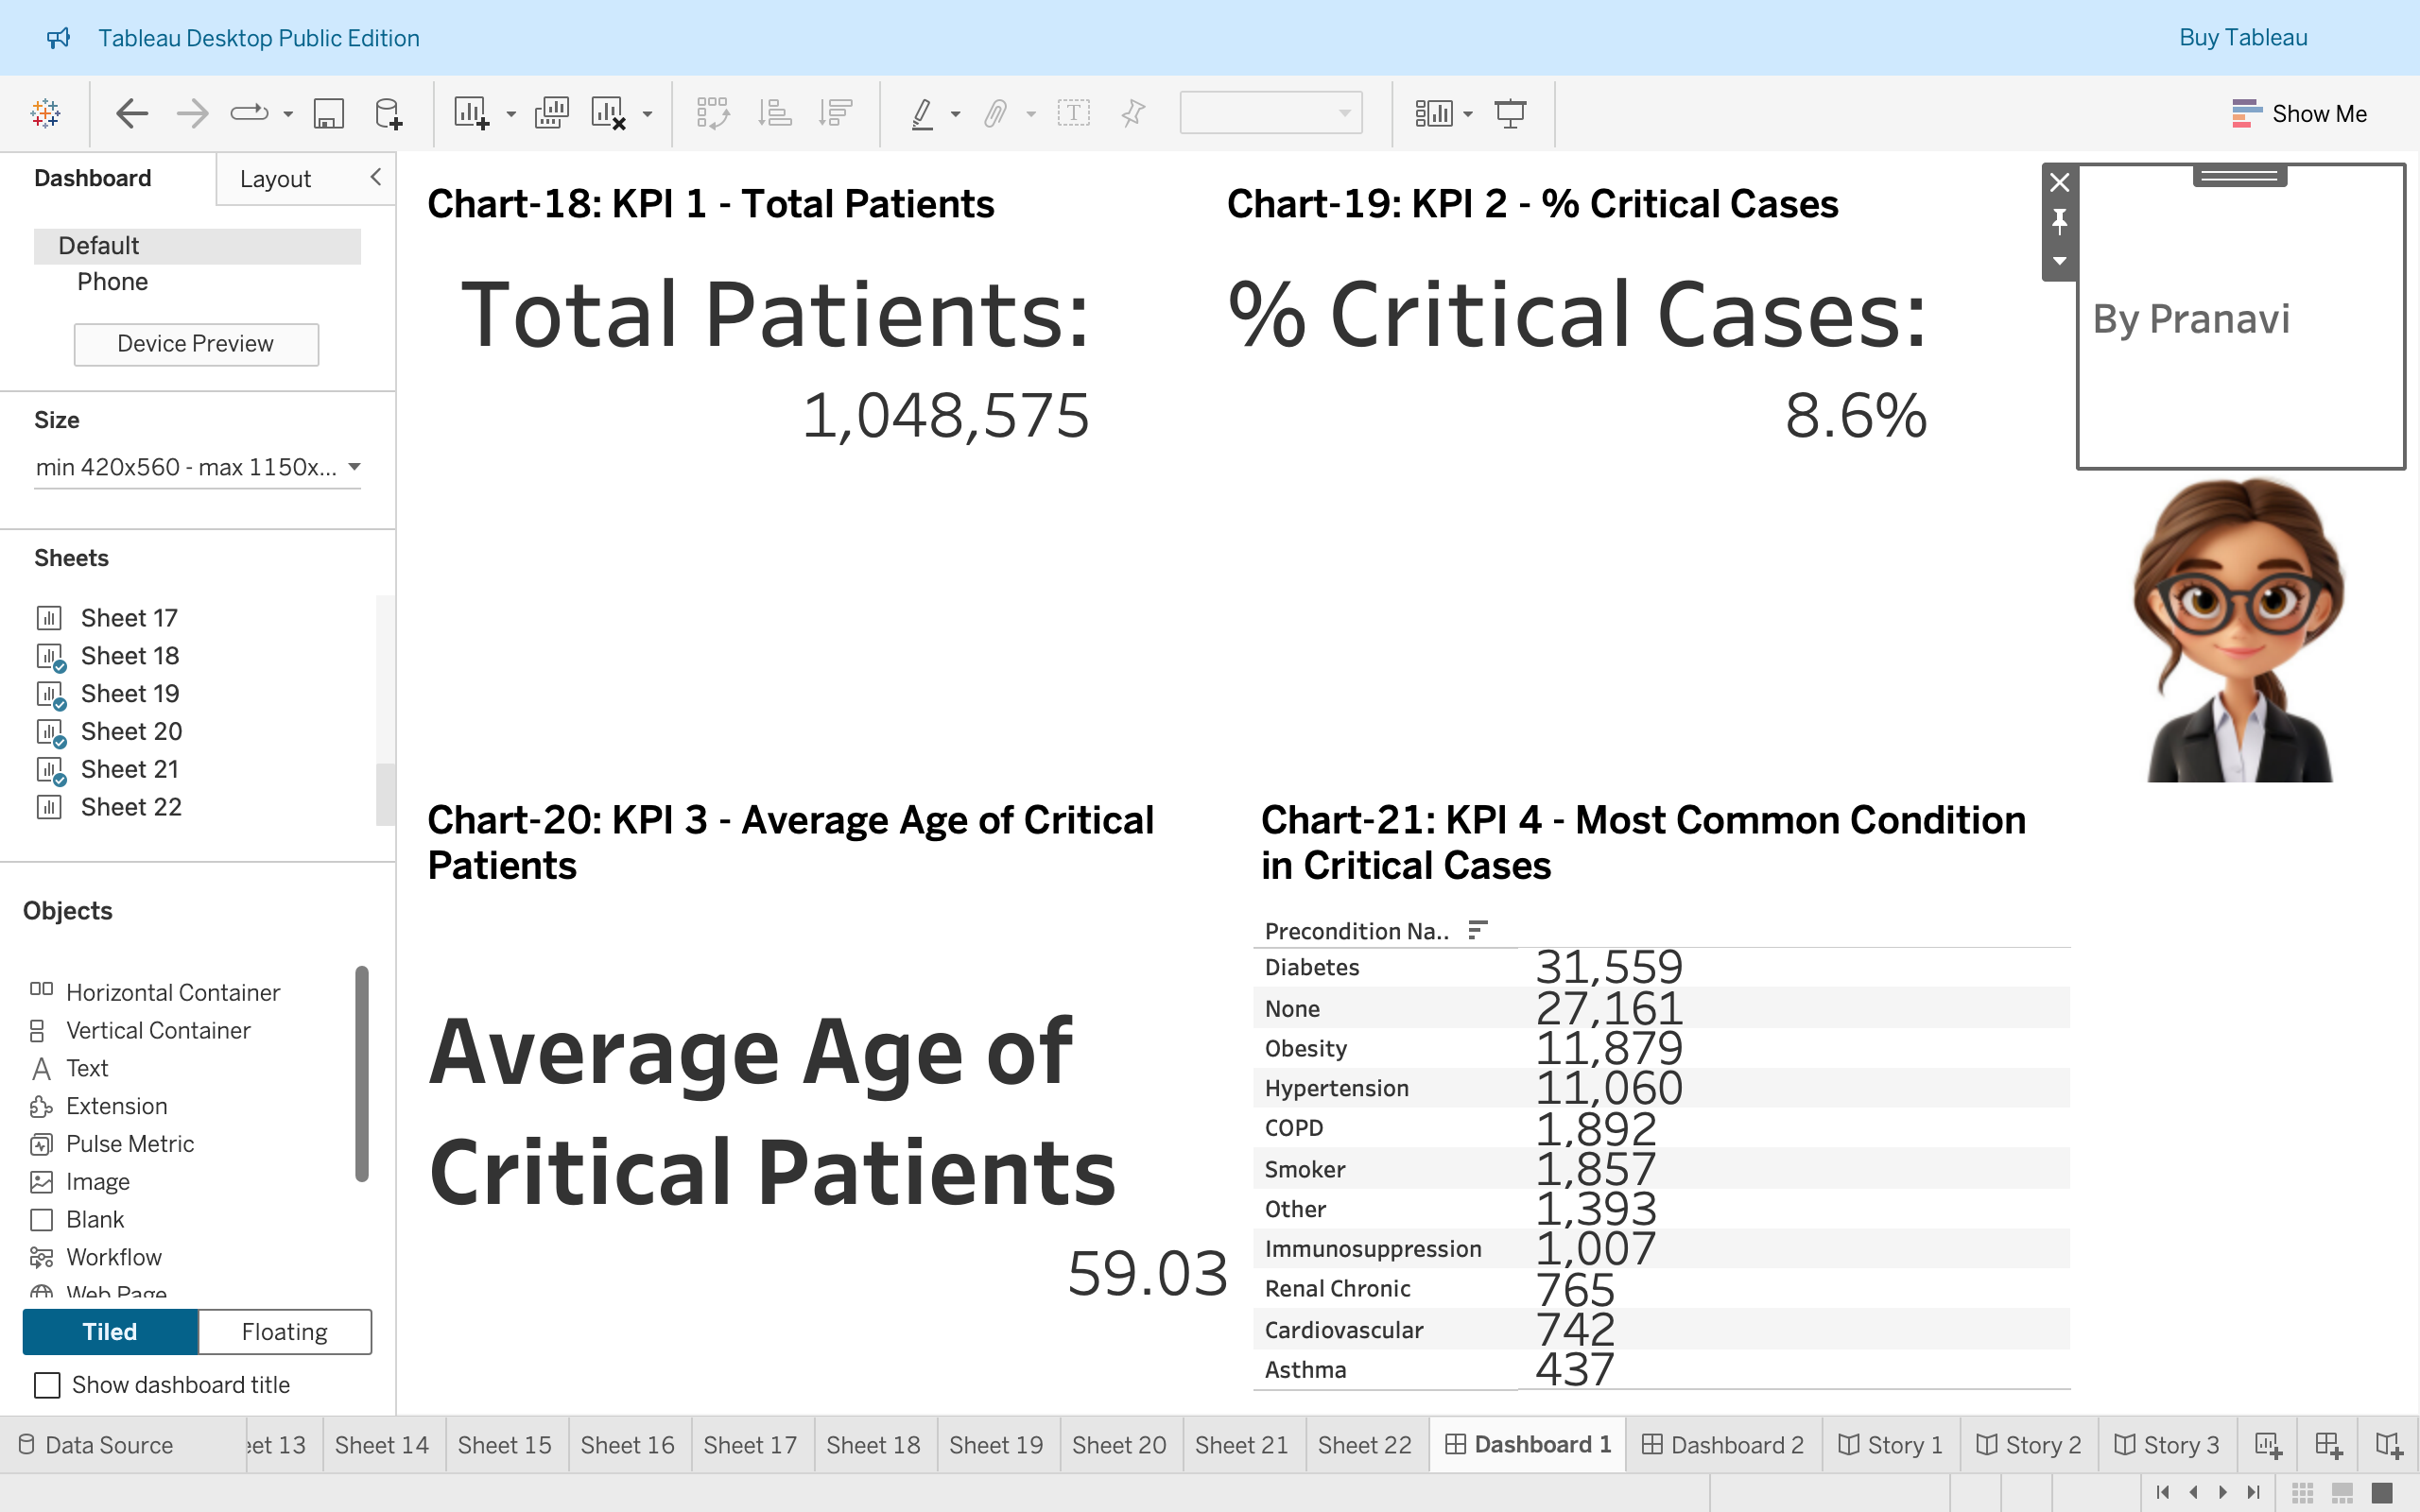 Tableau Desktop Public Edition
Buy Tableau
Show Me
Dashboard
Layout
Default
Phone
Device Preview
Size
min 420x560 - max 1150x...
Sheets
Sheet 17
Sheet 18
Sheet 19
Sheet 20
Sheet 21
Sheet 22
Objects
Horizontal Container
Vertical Container
Text
Extension
Pulse Metric
Image
Blank
Workflow
Web Page
Tiled
Floating
Show dashboard title
Chart-18: KPI 1 - Total Patients
Total Patients:
1,048,575
Chart-19: KPI 2 - % Critical Cases
% Critical Cases:
8.6%
By Pranavi
Chart-20: KPI 3 - Average Age of Critical
Patients
Average Age of
Critical Patients
59.03
Chart-21: KPI 4 - Most Common Condition
in Critical Cases
Precondition Na..
Diabetes 31,559
None 27,161
Obesity 11,879
Hypertension 11,060
COPD 1,892
Smoker 1,857
Other 1,393
Immunosuppression 1,007
Renal Chronic 765
Cardiovascular 742
Asthma 437
Data Source
eet 13
Sheet 14
Sheet 15
Sheet 16
Sheet 17
Sheet 18
Sheet 19
Sheet 20
Sheet 21
Sheet 22
Dashboard 1
Dashboard 2
Story 1
Story 2
Story 3